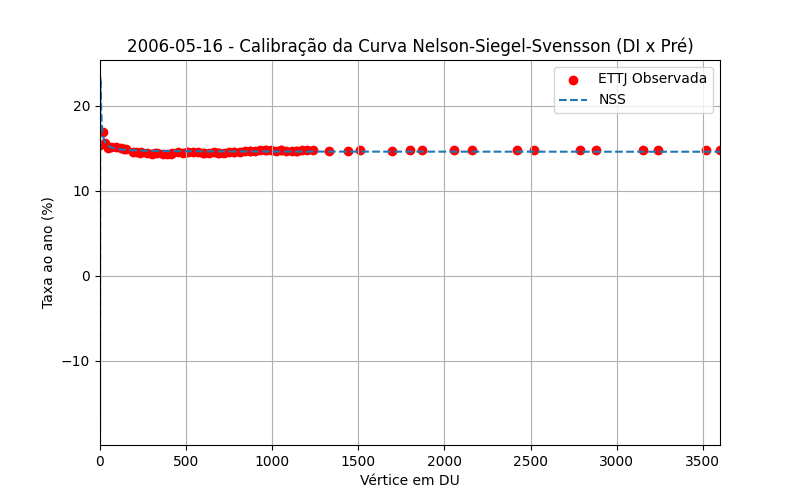 2006-05-16 - Calibração da Curva Nelson-Siegel-Svensson (DI x Pré)
ETTJ Observada
NSS
Taxa ao ano (%)
20
10
0
−10
0 500 1000 1500 2000 2500 3000 3500
Vértice em DU